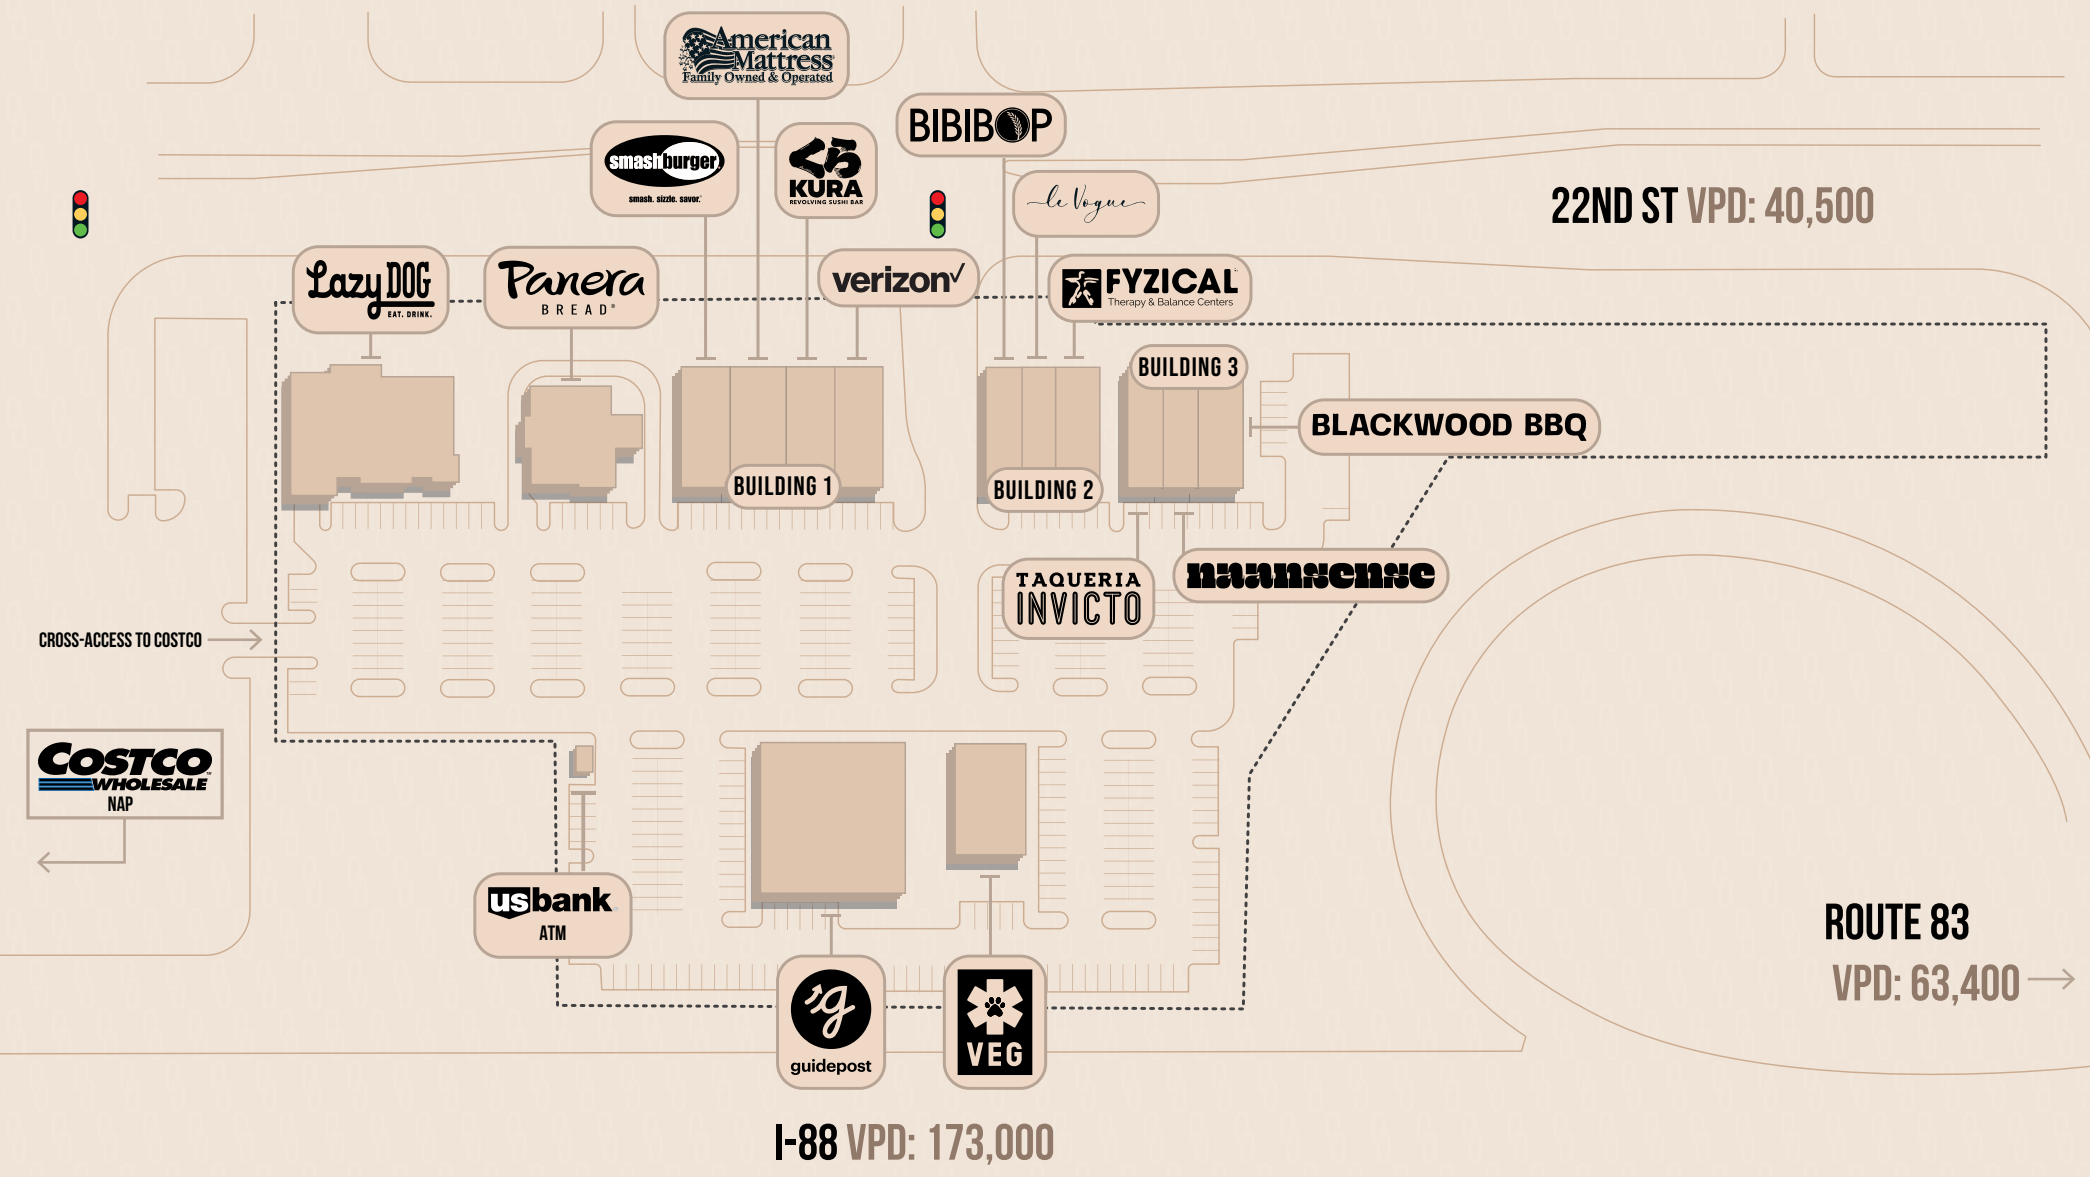 American
Mattress
Family Owned & Operated
BIBIBOP
smashburger
smash. sizzle. savor.®
KURA
REVOLVING SUSHI BAR
le Vogue
22ND ST VPD: 40,500
Lazy DOG
EAT. DRINK.
Panera
BREAD®
verizon✓
FYZICAL
Therapy & Balance Centers
BUILDING 3
BLACKWOOD BBQ
BUILDING 1
BUILDING 2
TAQUERIA
INVICTO
naansense
CROSS-ACCESS TO COSTCO
COSTCO
WHOLESALE
NAP
usbank
ATM
ROUTE 83
VPD: 63,400
g
guidepost
VEG
I-88 VPD: 173,000